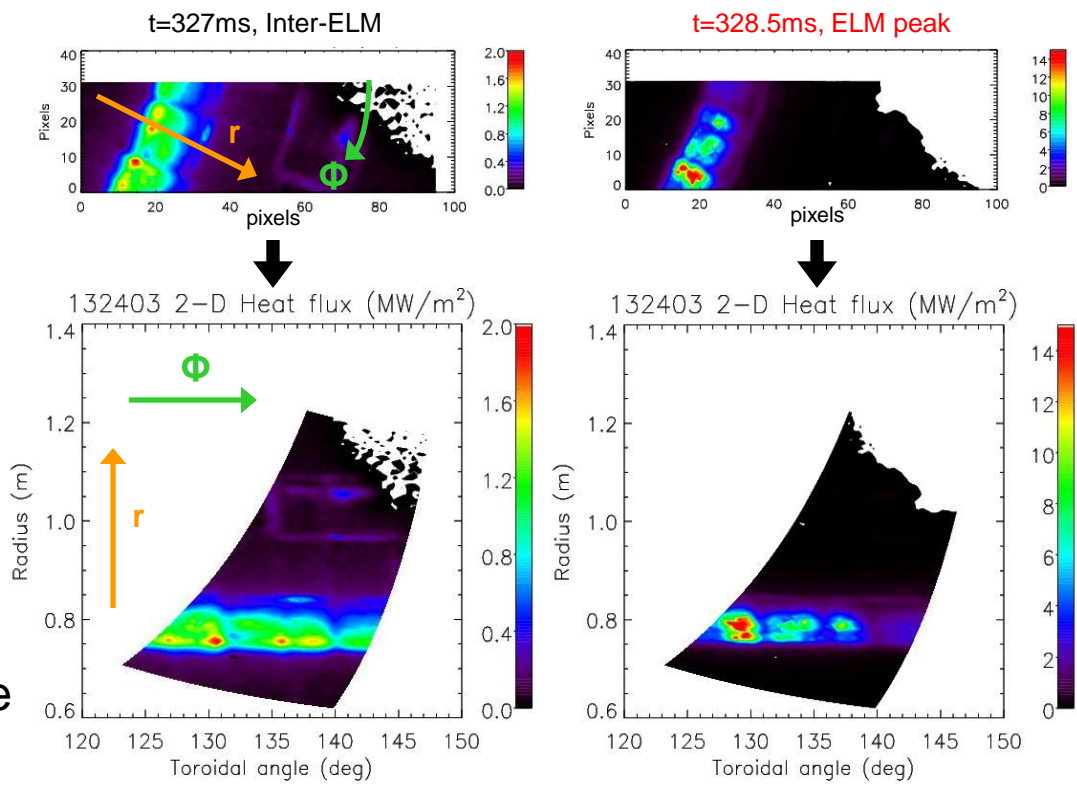 t=327ms, Inter-ELM
t=328.5ms, ELM peak
40
30
20
10
0
Pixels
0 20 40 60 80 100
pixels
r
Φ
2.0
1.6
1.2
0.8
0.4
0.0
40
30
20
10
0
Pixels
0 20 40 60 80 100
pixels
14
12
10
8
6
4
2
0
132403 2-D Heat flux (MW/m²)
1.4
1.2
1.0
0.8
0.6
Radius (m)
Φ
r
120 125 130 135 140 145 150
Toroidal angle (deg)
2.0
1.6
1.2
0.8
0.4
0.0
e
132403 2-D Heat flux (MW/m²)
1.4
1.2
1.0
0.8
0.6
Radius (m)
120 125 130 135 140 145 150
Toroidal angle (deg)
14
12
10
8
6
4
2
0